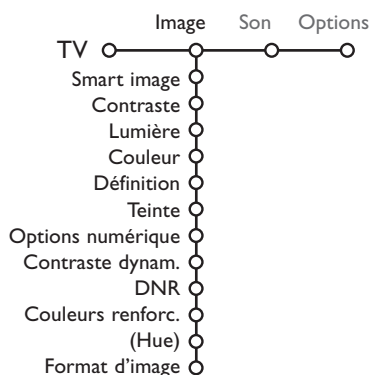 Image Son Options
TV
Smart image
Contraste
Lumière
Couleur
Définition
Teinte
Options numérique
Contraste dynam.
DNR
Couleurs renforc.
(Hue)
Format d'image